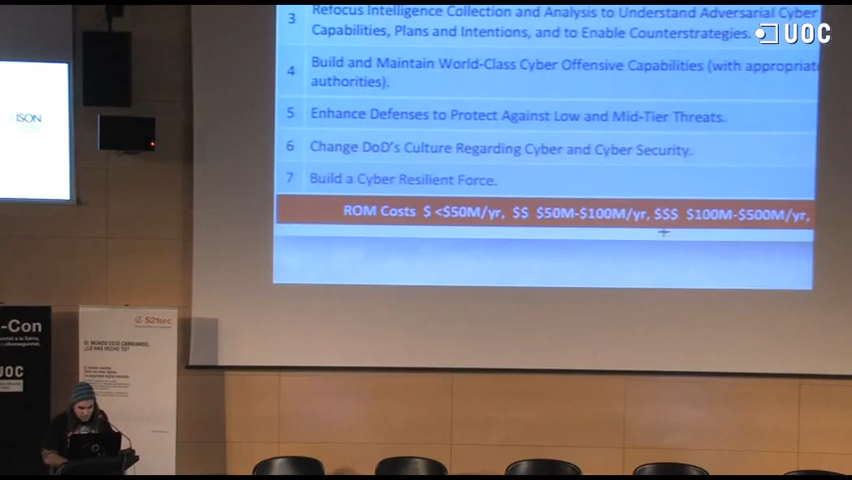 3 Refocus Intelligence Collection and Analysis to Understand Adversarial Cyber
Capabilities, Plans and Intentions, and to Enable Counterstrategies.
UOC
4 Build and Maintain World-Class Cyber Offensive Capabilities (with appropriate
authorities).
5 Enhance Defenses to Protect Against Low and Mid-Tier Threats.
6 Change DoD's Culture Regarding Cyber and Cyber Security.
7 Build a Cyber Resilient Force.
ROM Costs $ <$50M/yr, $$ $50M-$100M/yr, $$$ $100M-$500M/yr,
ISON
-Con
UOC
S21sec
EL MUNDO ESTÁ CAMBIANDO,
¿LO HAS HECHO TÚ?